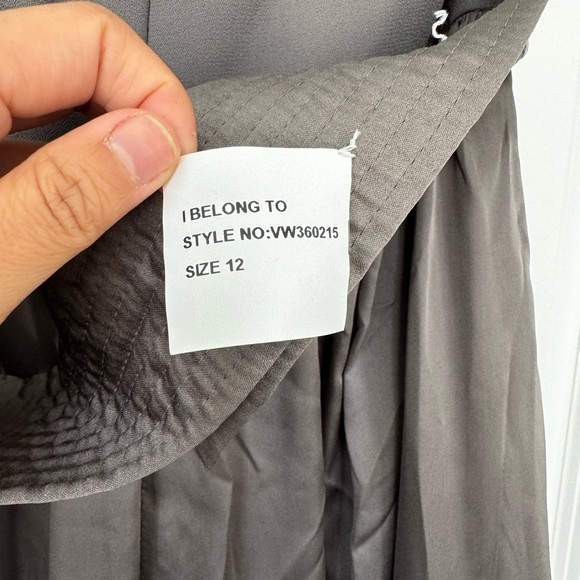 I BELONG TO
STYLE NO:VW360215
SIZE 12